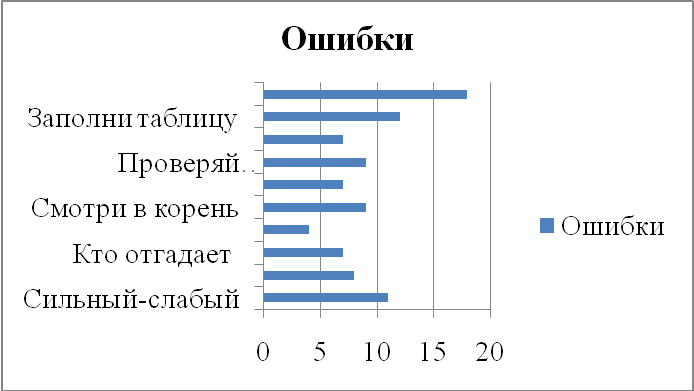 Ошибки
Заполни таблицу
Проверяй..
Смотри в корень
Кто отгадает
Сильный-слабый
Ошибки
0 5 10 15 20